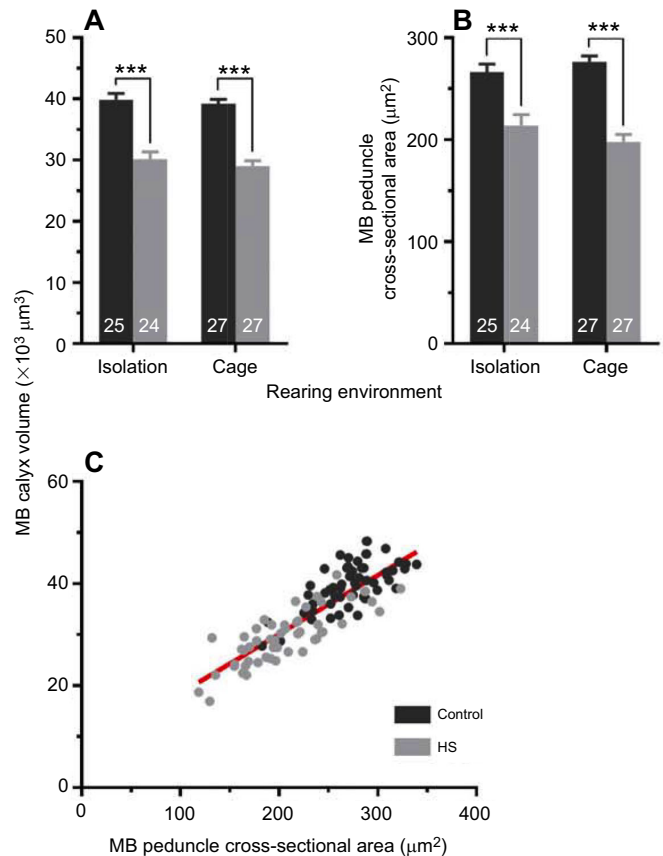 A
B
50
40
30
20
10
0
***
***
25
24
27
27
Isolation
Cage
MB peduncle
cross-sectional area (μm²)
300
200
100
0
***
***
25
24
27
27
Isolation
Cage
Rearing environment
MB calyx volume (×10³ μm³)
C
60
40
20
0
0
100
200
300
400
Control
HS
MB peduncle cross-sectional area (μm²)